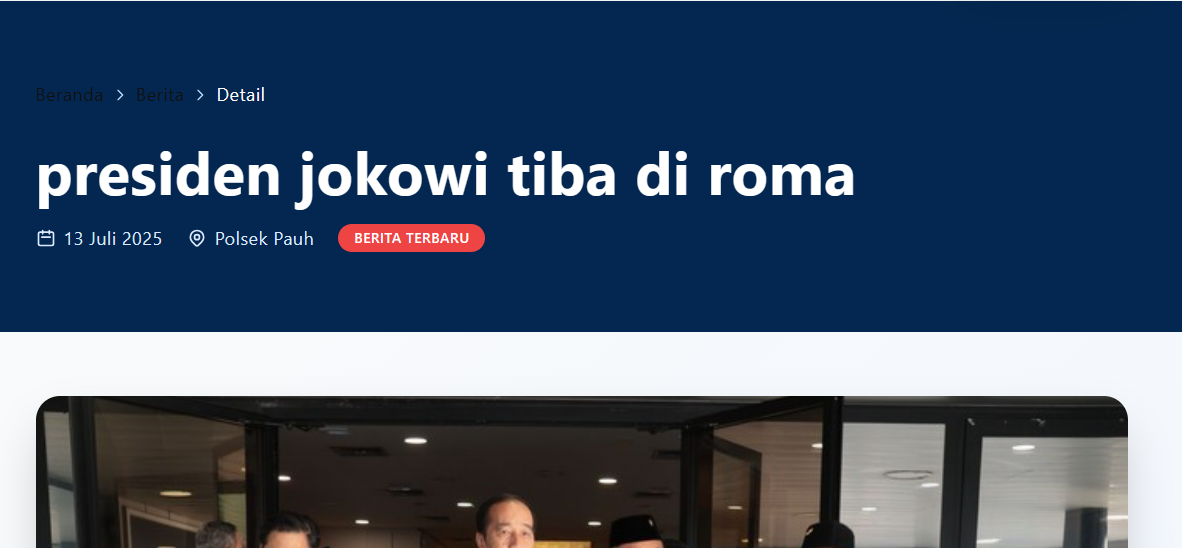 Beranda > Berita > Detail
presiden jokowi tiba di roma
13 Juli 2025 Polsek Pauh BERITA TERBARU